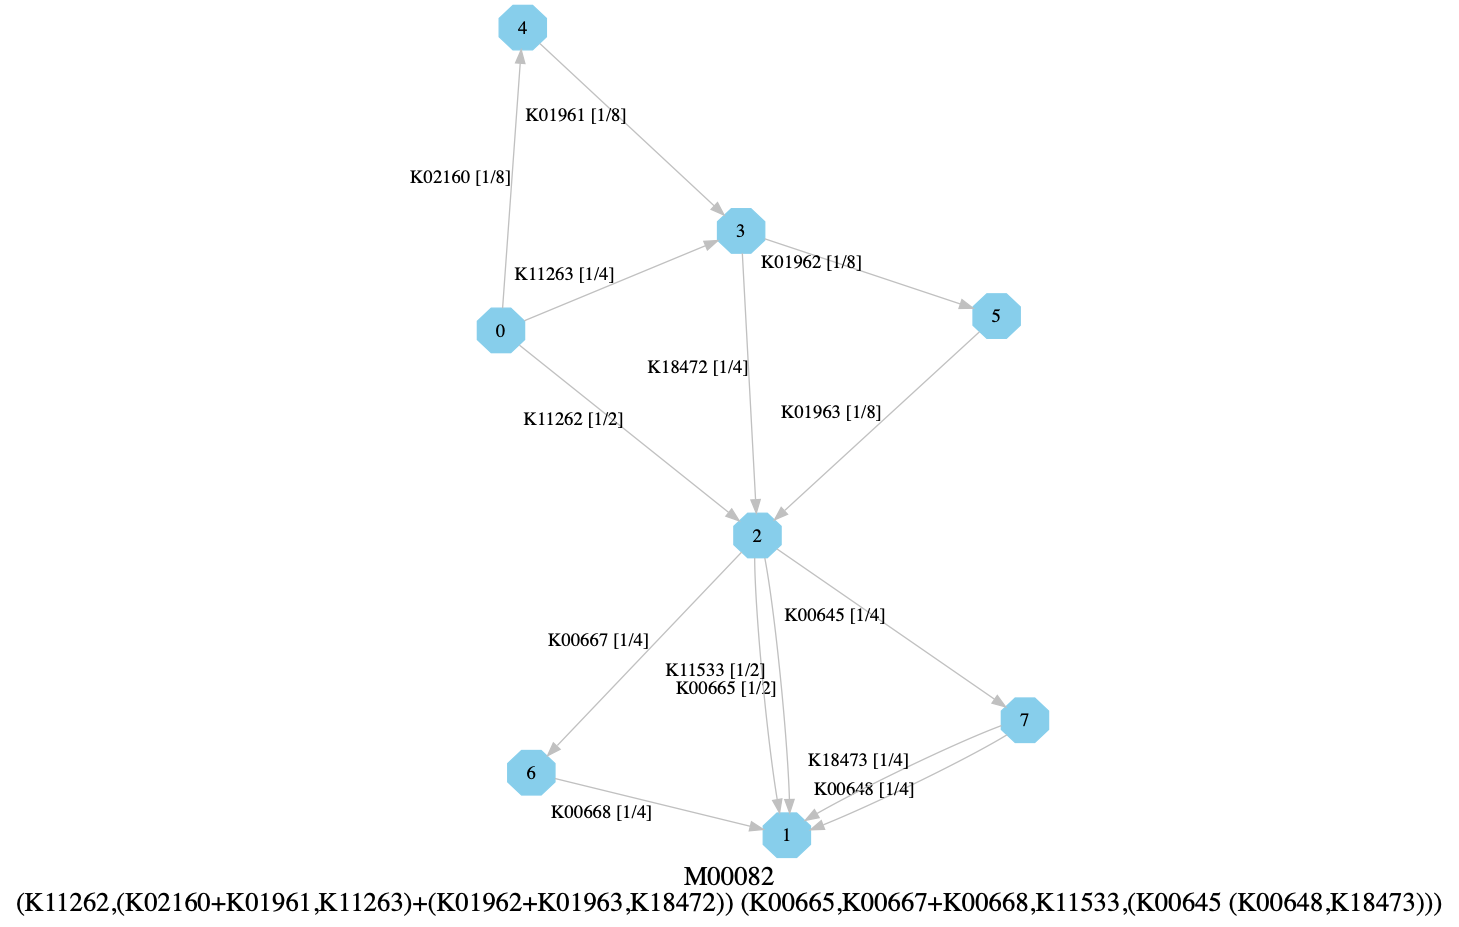 4
K01961 [1/8]
K02160 [1/8]
3
K01962 [1/8]
K11263 [1/4]
5
0
K18472 [1/4]
K01963 [1/8]
K11262 [1/2]
2
K00645 [1/4]
K00667 [1/4]
K11533 [1/2]
K00665 [1/2]
7
K18473 [1/4]
6
K00648 [1/4]
K00668 [1/4]
1
M00082
(K11262,(K02160+K01961,K11263)+(K01962+K01963,K18472)) (K00665,K00667+K00668,K11533,(K00645 (K00648,K18473)))